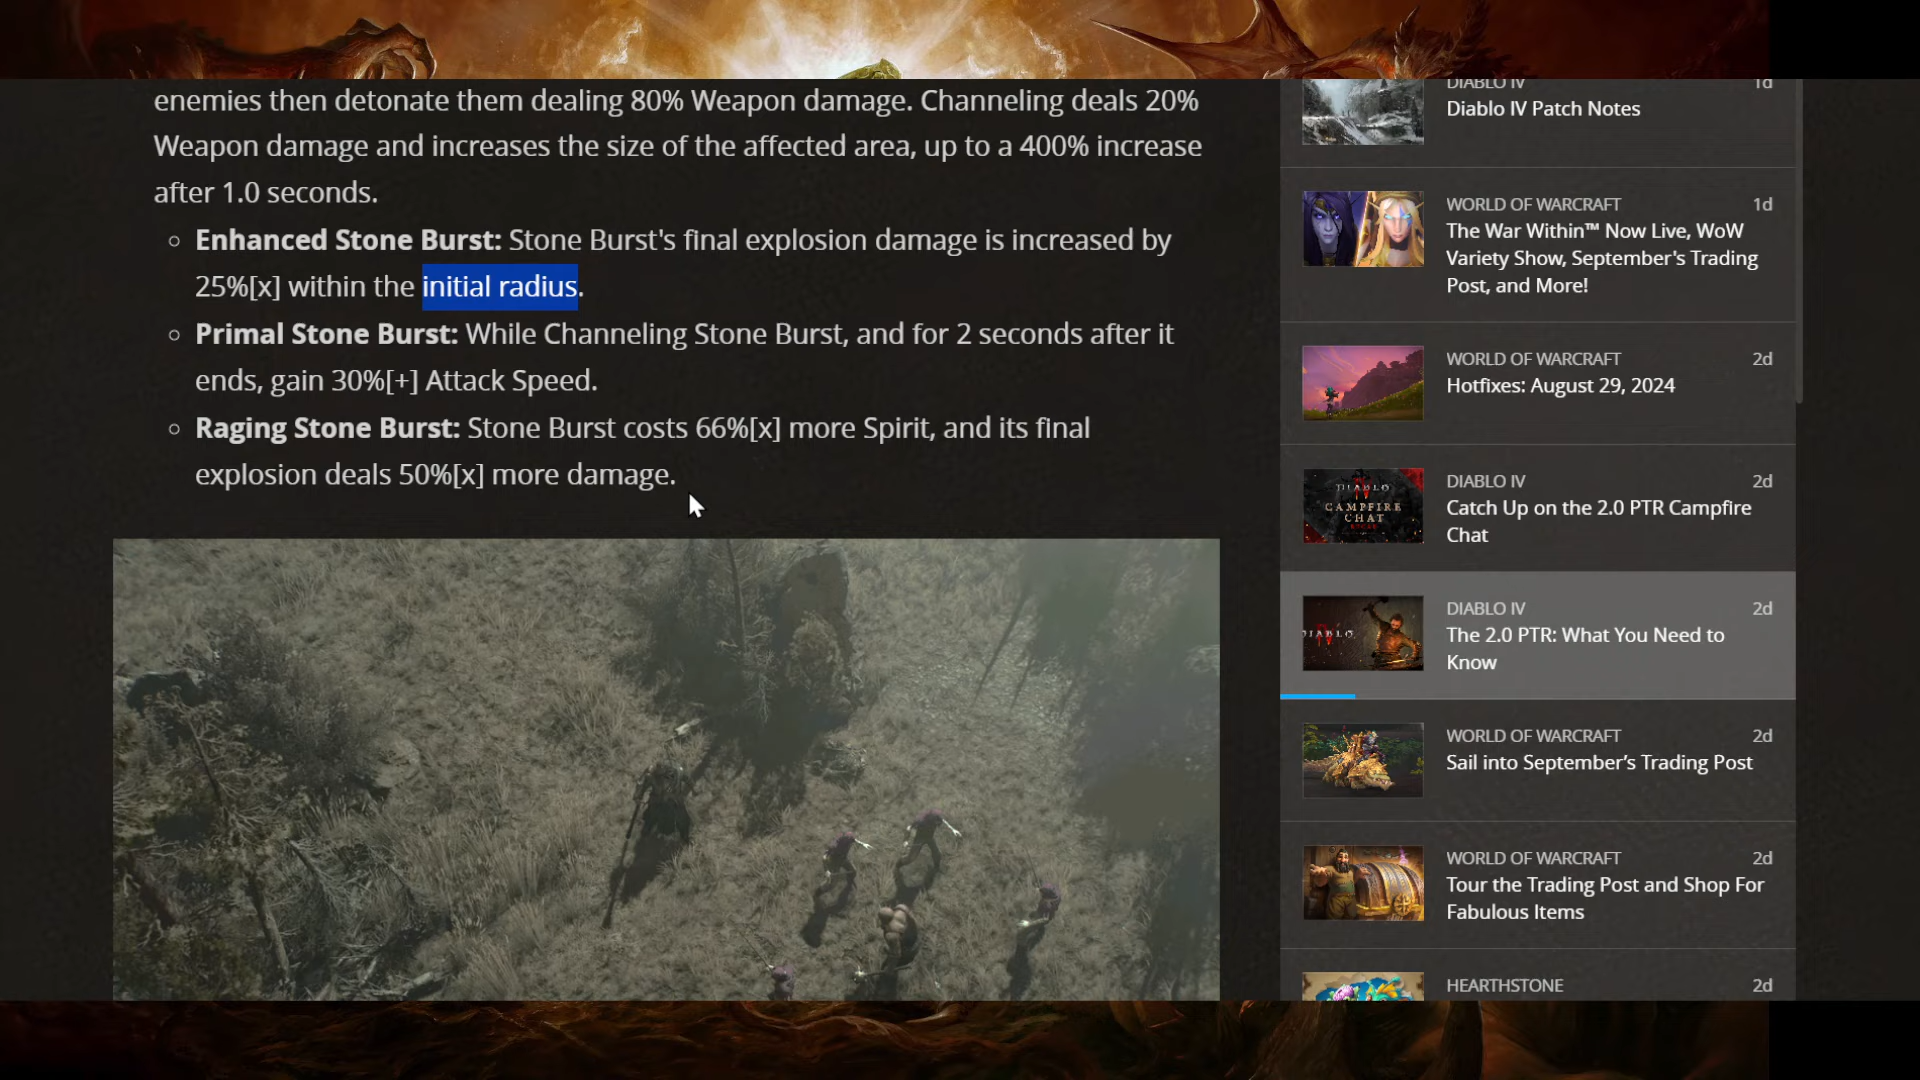 enemies then detonate them dealing 80% Weapon damage. Channeling deals 20%
Weapon damage and increases the size of the affected area, up to a 400% increase
after 1.0 seconds.
Enhanced Stone Burst: Stone Burst's final explosion damage is increased by
25%[x] within the initial radius.
Primal Stone Burst: While Channeling Stone Burst, and for 2 seconds after it
ends, gain 30%[+] Attack Speed.
Raging Stone Burst: Stone Burst costs 66%[x] more Spirit, and its final
explosion deals 50%[x] more damage.
DIABLO IV 1d
Diablo IV Patch Notes
WORLD OF WARCRAFT 1d
The War Within™ Now Live, WoW
Variety Show, September's Trading
Post, and More!
WORLD OF WARCRAFT 2d
Hotfixes: August 29, 2024
DIABLO
CAMPFIRE
CHAT
DIABLO IV 2d
Catch Up on the 2.0 PTR Campfire
Chat
DIABLO
DIABLO IV 2d
The 2.0 PTR: What You Need to
Know
WORLD OF WARCRAFT 2d
Sail into September’s Trading Post
WORLD OF WARCRAFT 2d
Tour the Trading Post and Shop For
Fabulous Items
HEARTHSTONE 2d